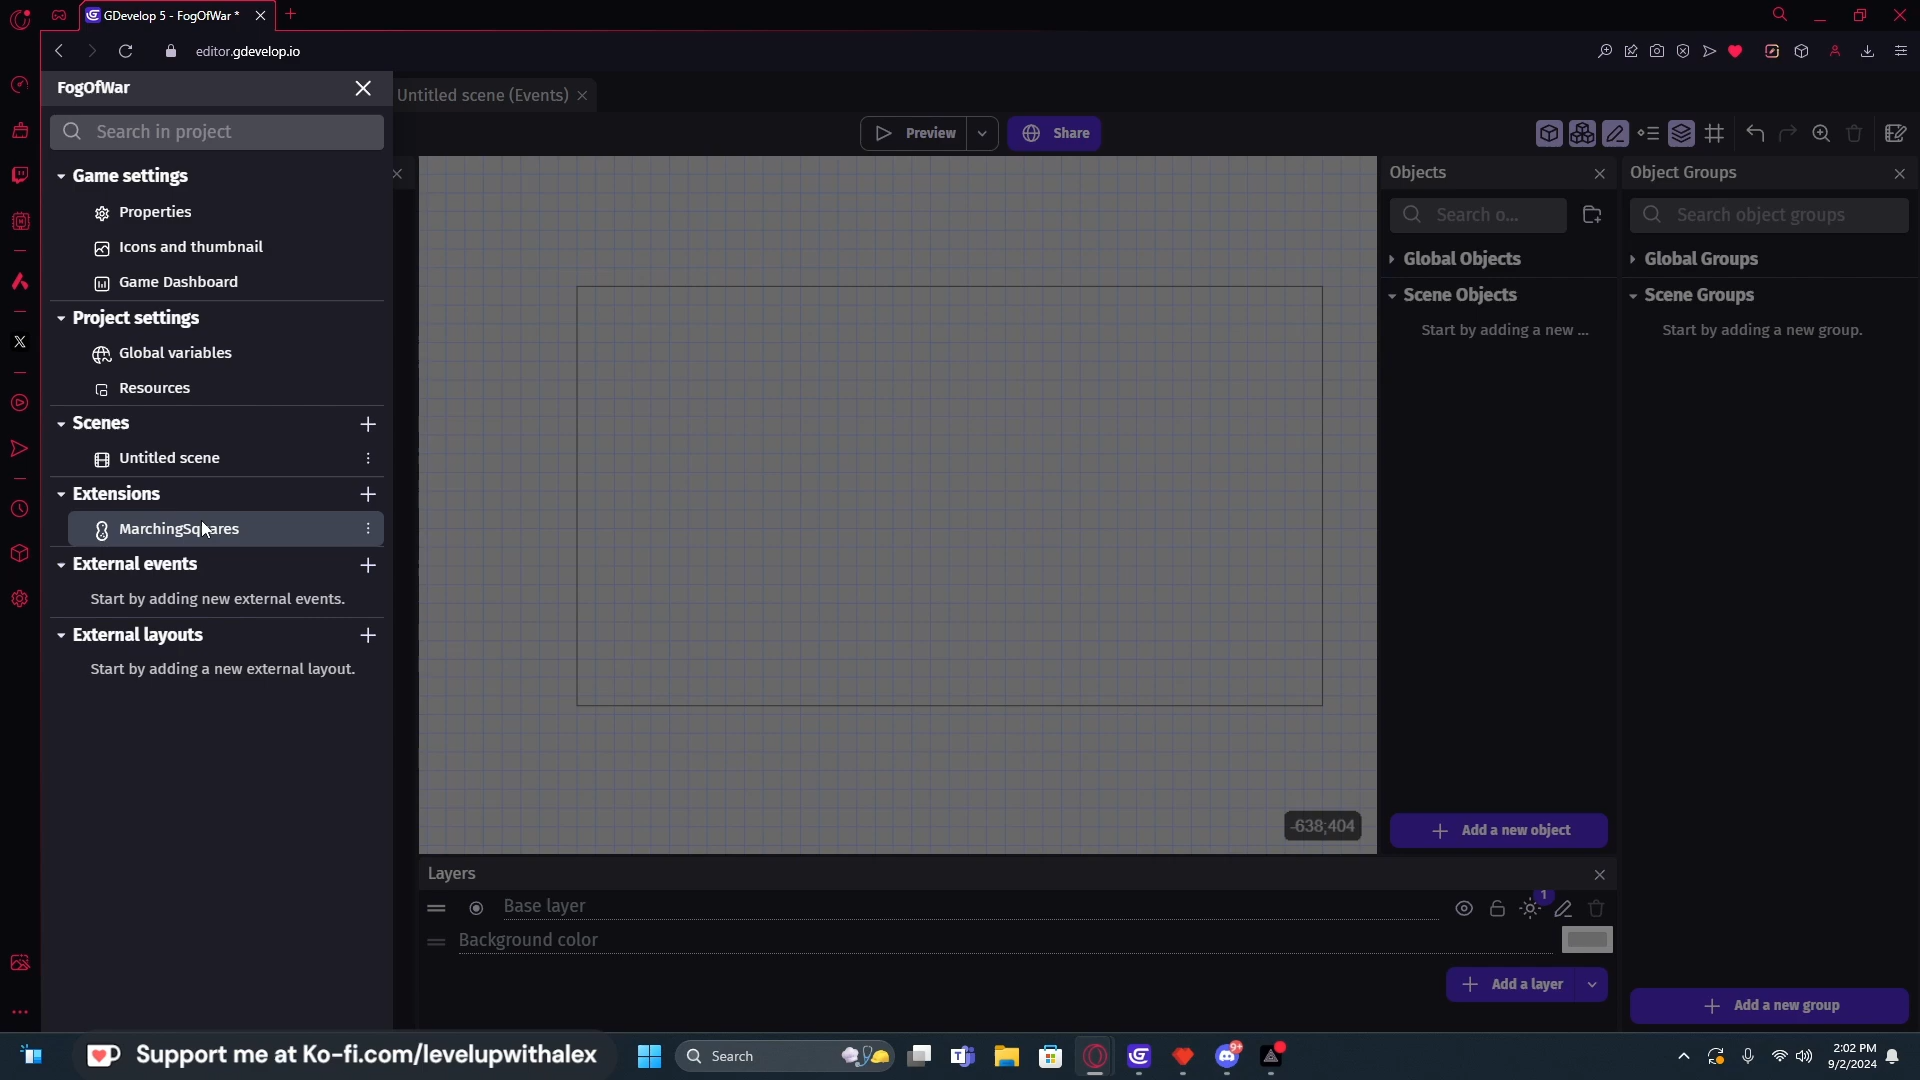 GDevelop 5 - FogOfWar *
editor.gdevelop.io
FogOfWar
Untitled scene (Events)
Search in project
Preview
Share
Game settings
Properties
Icons and thumbnail
Game Dashboard
Project settings
Global variables
Resources
Scenes
Untitled scene
Extensions
MarchingSquares
External events
Start by adding new external events.
External layouts
Start by adding a new external layout.
-638;404
Objects
Search o...
Global Objects
Scene Objects
Start by adding a new ...
Add a new object
Object Groups
Search object groups
Global Groups
Scene Groups
Start by adding a new group.
Add a new group
Layers
1
Base layer
Background color
Add a layer
Support me at Ko-fi.com/levelupwithalex
Search
9+
2:02 PM
9/2/2024